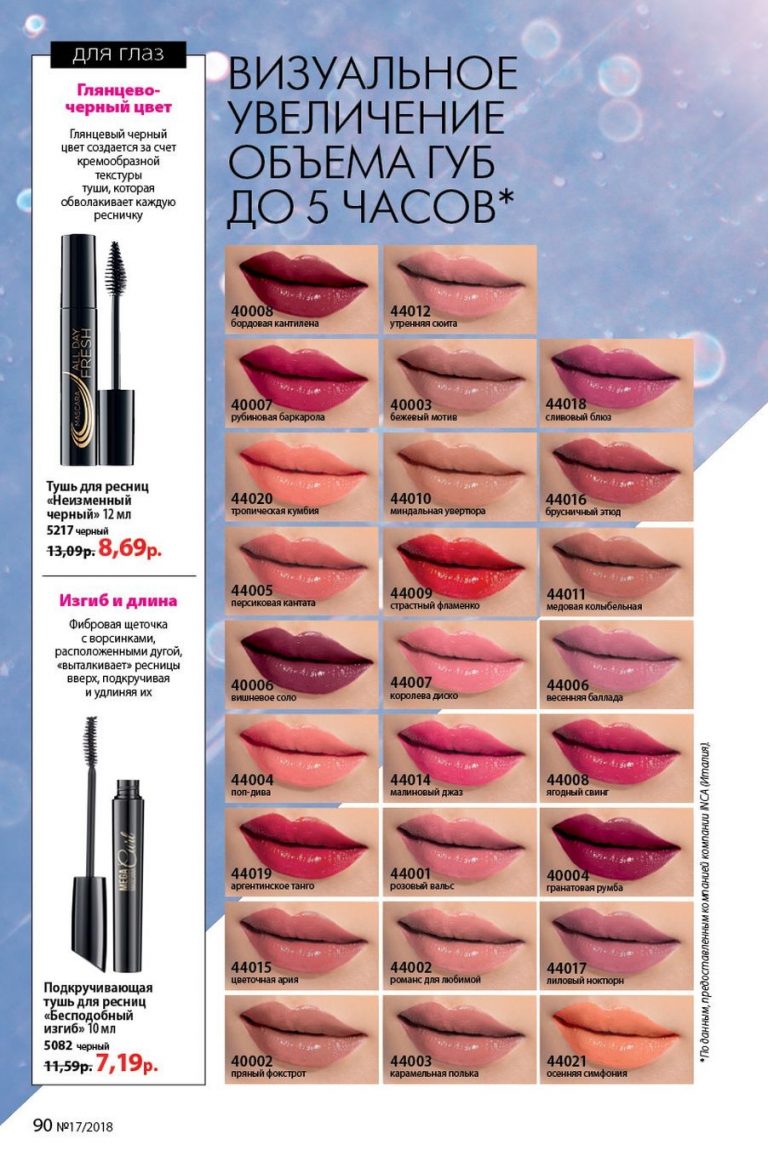 для глаз
Глянцево-
черный цвет
Глянцевый черный
цвет создается за счет
кремообразной
текстуры
туши, которая
обволакивает каждую
ресничку
MASCARA
ALL DAY
FRESH
Тушь для ресниц
«Неизменный
черный» 12 мл
5217 черный
13,09р. 8,69р.
Изгиб и длина
Фибровая щеточка
с ворсинками,
расположенными дугой,
«выталкивает» ресницы
вверх, подкручивая
и удлиняя их
MEGA Curl
Подкручивающая
тушь для ресниц
«Бесподобный
изгиб» 10 мл
5082 черный
11,59р. 7,19р.
ВИЗУАЛЬНОЕ
УВЕЛИЧЕНИЕ
ОБЪЕМА ГУБ
ДО 5 ЧАСОВ*
40008
бордовая кантилена
44012
утренняя сюита
40007
рубиновая баркарола
40003
бежевый мотив
44018
сливовый блюз
44020
тропическая кумбия
44010
миндальная увертюра
44016
брусничный этюд
44005
персиковая кантата
44009
страстный фламенко
44011
медовая колыбельная
40006
вишневое соло
44007
королева диско
44006
весенняя баллада
44004
поп-дива
44014
малиновый джаз
44008
ягодный свинг
44019
аргентинское танго
44001
розовый вальс
40004
гранатовая румба
44015
цветочная ария
44002
романс для любимой
44017
лиловый ноктюрн
40002
пряный фокстрот
44003
карамельная полька
44021
осенняя симфония
*По данным, предоставленным компанией INCA (Италия).
90 №17/2018